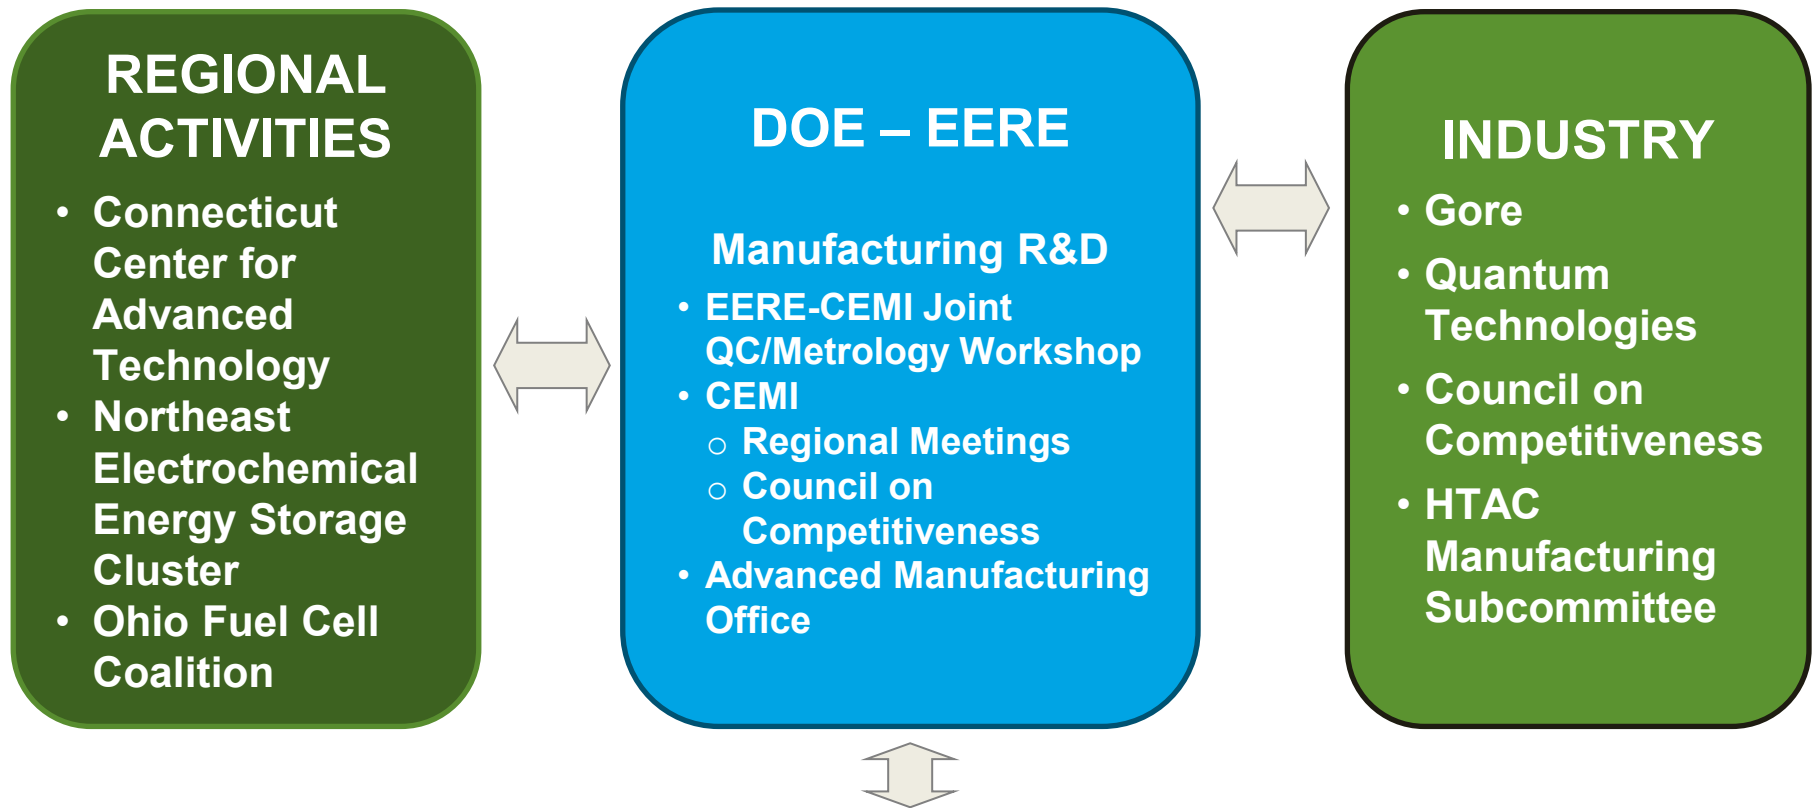 REGIONAL
ACTIVITIES
• Connecticut
Center for
Advanced
Technology
• Northeast
Electrochemical
Energy Storage
Cluster
• Ohio Fuel Cell
Coalition
DOE – EERE
Manufacturing R&D
• EERE-CEMI Joint
QC/Metrology Workshop
• CEMI
o Regional Meetings
o Council on
Competitiveness
• Advanced Manufacturing
Office
INDUSTRY
• Gore
• Quantum
Technologies
• Council on
Competitiveness
• HTAC
Manufacturing
Subcommittee